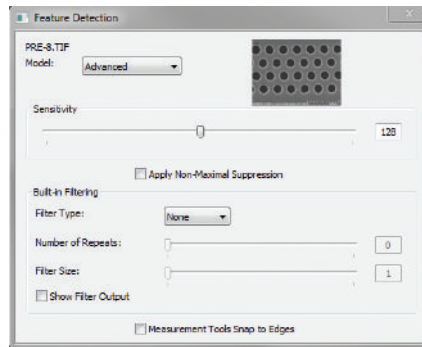 Feature Detection
PRE-8.TIF
Model: Advanced
Sensitivity
128
Apply Non-Maximal Suppression
Built-in Filtering
Filter Type: None
Number of Repeats: 0
Filter Size: 1
Show Filter Output
Measurement Tools Snap to Edges